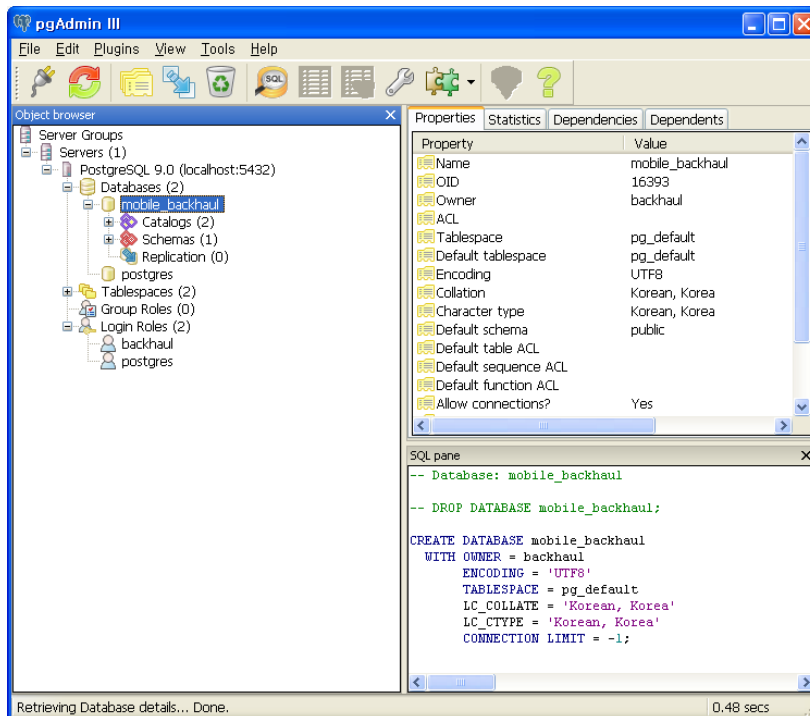 pgAdmin III
File Edit Plugins View Tools Help
SQL
Object browser
Server Groups
Servers (1)
PostgreSQL 9.0 (localhost:5432)
Databases (2)
mobile_backhaul
Catalogs (2)
Schemas (1)
Replication (0)
postgres
Tablespaces (2)
Group Roles (0)
Login Roles (2)
backhaul
postgres
Properties Statistics Dependencies Dependents
Property Value
Name mobile_backhaul
OID 16393
Owner backhaul
ACL
Tablespace pg_default
Default tablespace pg_default
Encoding UTF8
Collation Korean, Korea
Character type Korean, Korea
Default schema public
Default table ACL
Default sequence ACL
Default function ACL
Allow connections? Yes
SQL pane
-- Database: mobile_backhaul
-- DROP DATABASE mobile_backhaul;
CREATE DATABASE mobile_backhaul
WITH OWNER = backhaul
ENCODING = 'UTF8'
TABLESPACE = pg_default
LC_COLLATE = 'Korean, Korea'
LC_CTYPE = 'Korean, Korea'
CONNECTION LIMIT = -1;
Retrieving Database details... Done. 0.48 secs